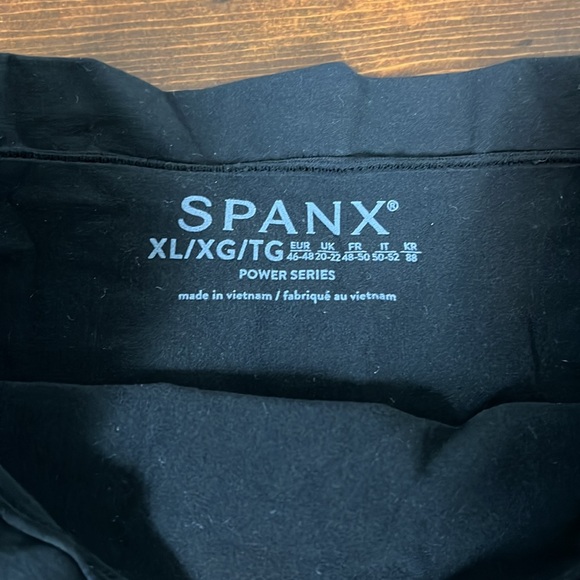 SPANX®
XL/XG/TG EUR 46-48 UK 20-22 FR 48-50 IT 50-52 KR 88
POWER SERIES
made in vietnam / fabriqué au vietnam